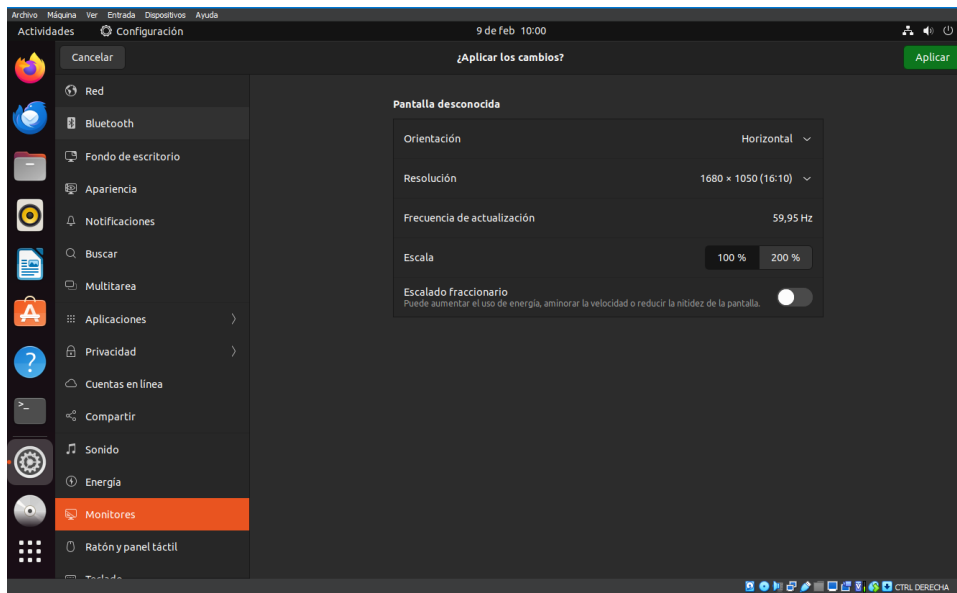 Archivo Máquina Ver Entrada Dispositivos Ayuda
Actividades Configuración 9 de feb 10:00
Cancelar ¿Aplicar los cambios? Aplicar
Red
Bluetooth
Fondo de escritorio
Apariencia
Notificaciones
Buscar
Multitarea
Aplicaciones
Privacidad
Cuentas en línea
Compartir
Sonido
Energía
Monitores
Ratón y panel táctil
Teclado
Pantalla desconocida
Orientación Horizontal
Resolución 1680 × 1050 (16:10)
Frecuencia de actualización 59,95 Hz
Escala 100 % 200 %
Escalado fraccionario
Puede aumentar el uso de energía, aminorar la velocidad o reducir la nitidez de la pantalla.
CTRL DERECHA